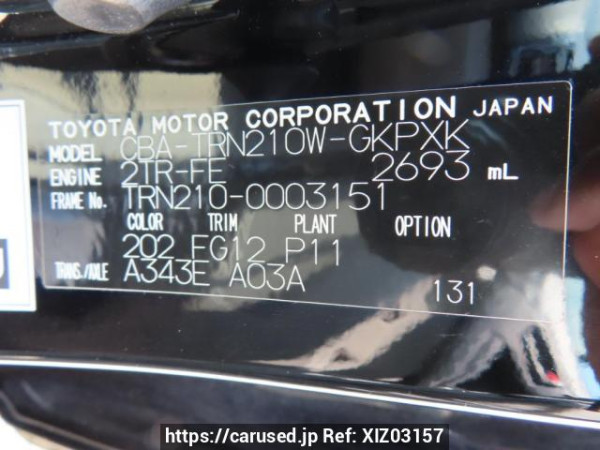 TOYOTA MOTOR CORPORATION JAPAN
MODEL CBA-TRN210W-GKPXK
ENGINE 2TR-FE 2693 mL
FRAME No. TRN210-0003151
COLOR TRIM PLANT OPTION
202 FG12 P11
TRANS./AXLE A343E A03A
131
https://carused.jp Ref: XIZ03157